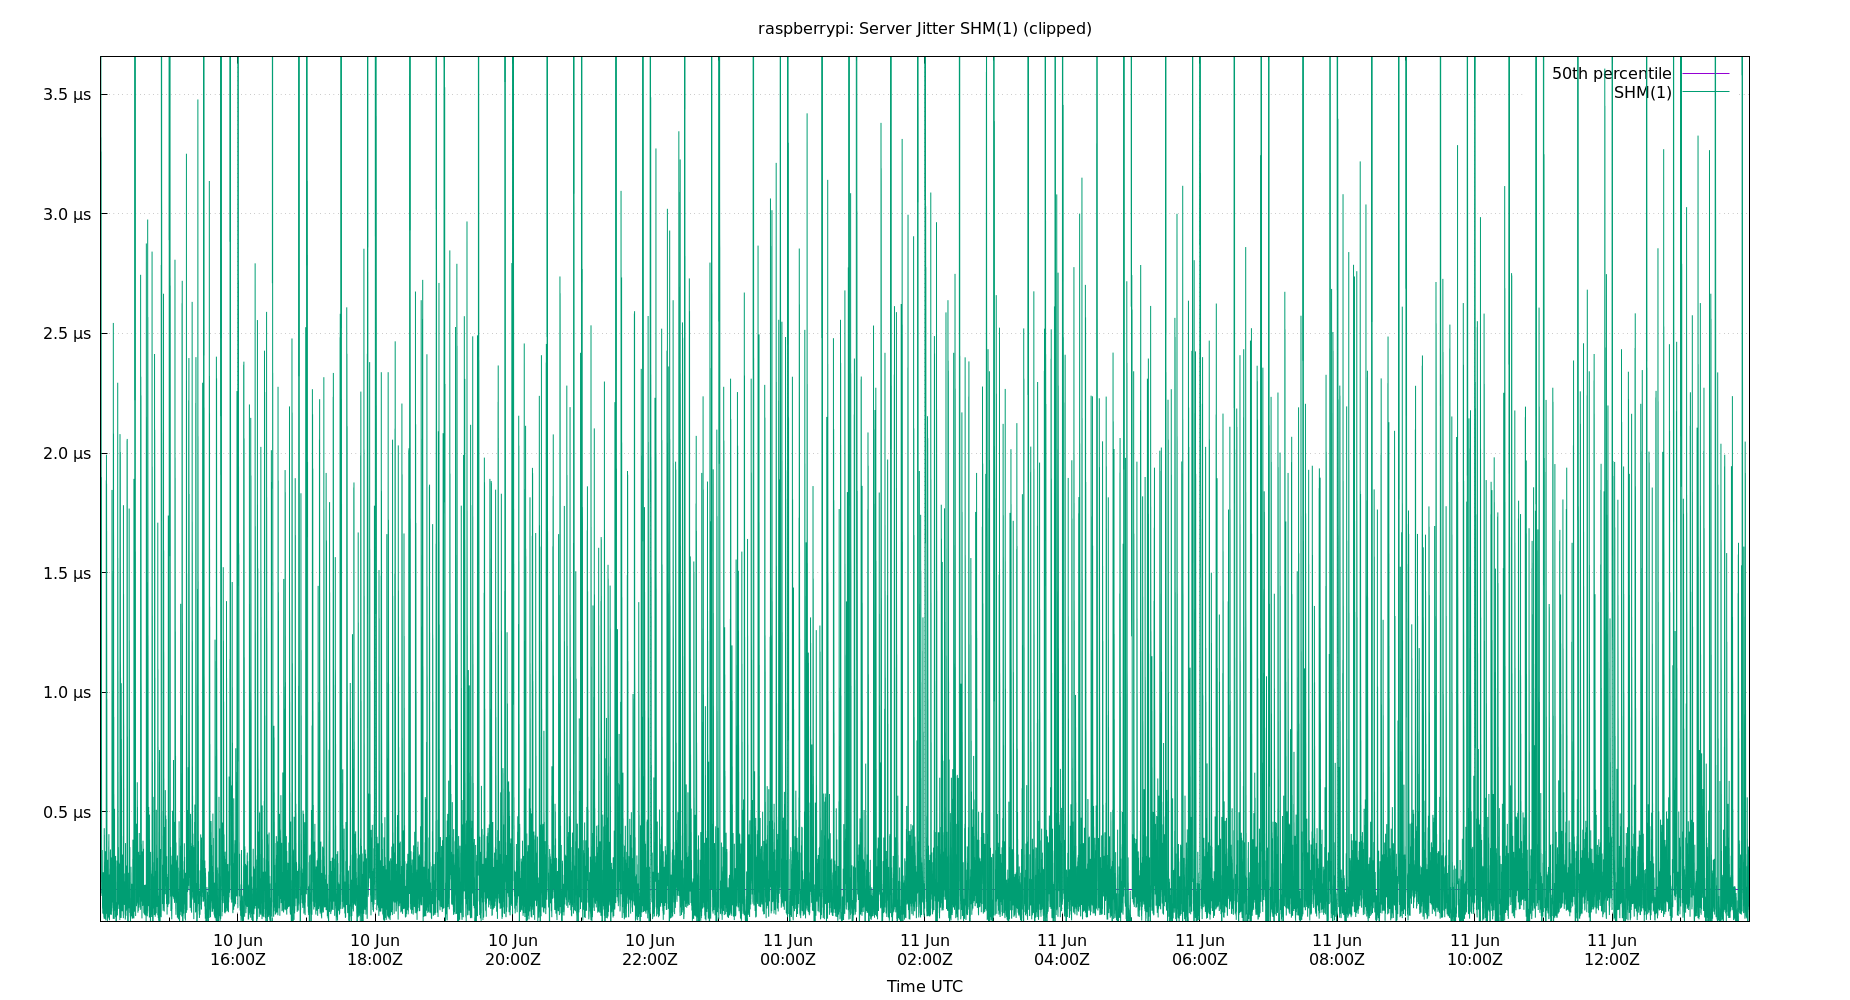 raspberrypi: Server Jitter SHM(1) (clipped)
50th percentile
SHM(1)
3.5 µs
3.0 µs
2.5 µs
2.0 µs
1.5 µs
1.0 µs
0.5 µs
10 Jun 10 Jun 10 Jun 10 Jun 11 Jun 11 Jun 11 Jun 11 Jun 11 Jun 11 Jun 11 Jun
16:00Z 18:00Z 20:00Z 22:00Z 00:00Z 02:00Z 04:00Z 06:00Z 08:00Z 10:00Z 12:00Z
Time UTC